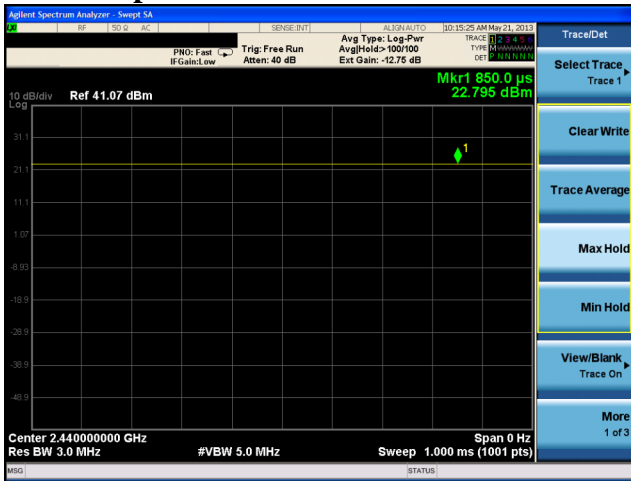 Agilent Spectrum Analyzer - Swept SA
RF 50 Ω AC SENSE:INT ALIGN AUTO 10:15:25 AM May 21, 2013
PNO: Fast
IFGain:Low
Trig: Free Run
Atten: 40 dB
Avg Type: Log-Pwr
Avg|Hold:>100/100
Ext Gain: -12.75 dB
TRACE 1 2 3 4 5 6
TYPE M
DET P N N N N N
Mkr1 850.0 µs
22.795 dBm
10 dB/div Ref 41.07 dBm
Log
1
31.1
21.1
11.1
1.07
-8.93
-18.9
-28.9
-38.9
-48.9
Center 2.440000000 GHz Span 0 Hz
Res BW 3.0 MHz #VBW 5.0 MHz Sweep 1.000 ms (1001 pts)
MSG STATUS
Trace/Det
Select Trace
Trace 1
Clear Write
Trace Average
Max Hold
Min Hold
View/Blank
Trace On
More
1 of 3